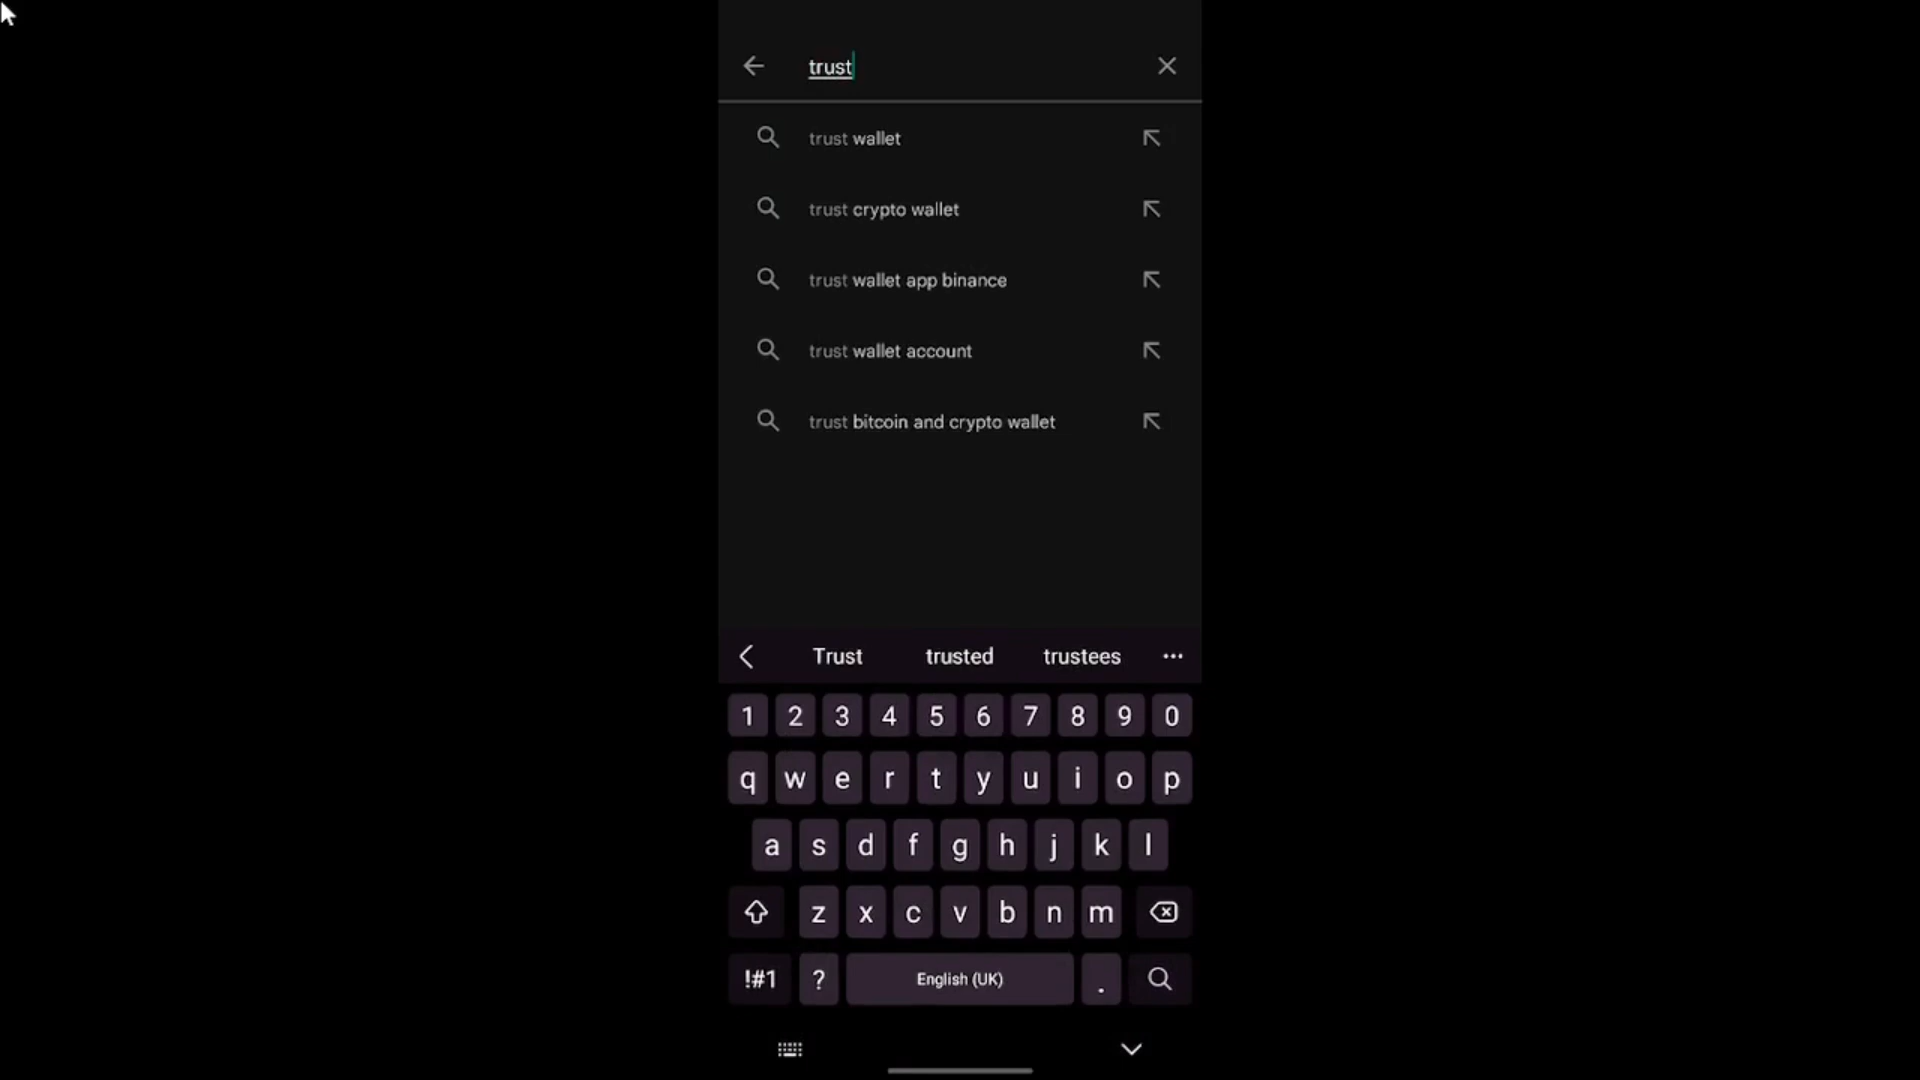 trust
trust wallet
trust crypto wallet
trust wallet app binance
trust wallet account
trust bitcoin and crypto wallet
Trust trusted trustees ...
1 2 3 4 5 6 7 8 9 0
q w e r t y u i o p
a s d f g h j k l
z x c v b n m
!#1 ? English (UK) .